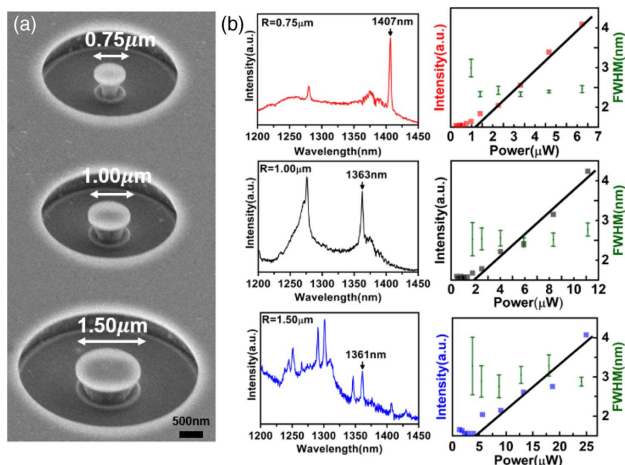 (a)
0.75μm
1.00μm
1.50μm
500nm
(b)
R=0.75μm
1407nm
Intensity(a.u.)
1200 1250 1300 1350 1400 1450
Wavelength(nm)
Intensity(a.u.)
4
3
2
FWHM(nm)
0 1 2 3 4 5 6 7
Power(μW)
R=1.00μm
1363nm
Intensity(a.u.)
1200 1250 1300 1350 1400 1450
Wavelength(nm)
Intensity(a.u.)
4
3
2
FWHM(nm)
0 2 4 6 8 10 12
Power(μW)
R=1.50μm
1361nm
Intensity(a.u.)
1200 1250 1300 1350 1400 1450
Wavelength(nm)
Intensity(a.u.)
4
3
2
FWHM(nm)
0 5 10 15 20 25
Power(μW)